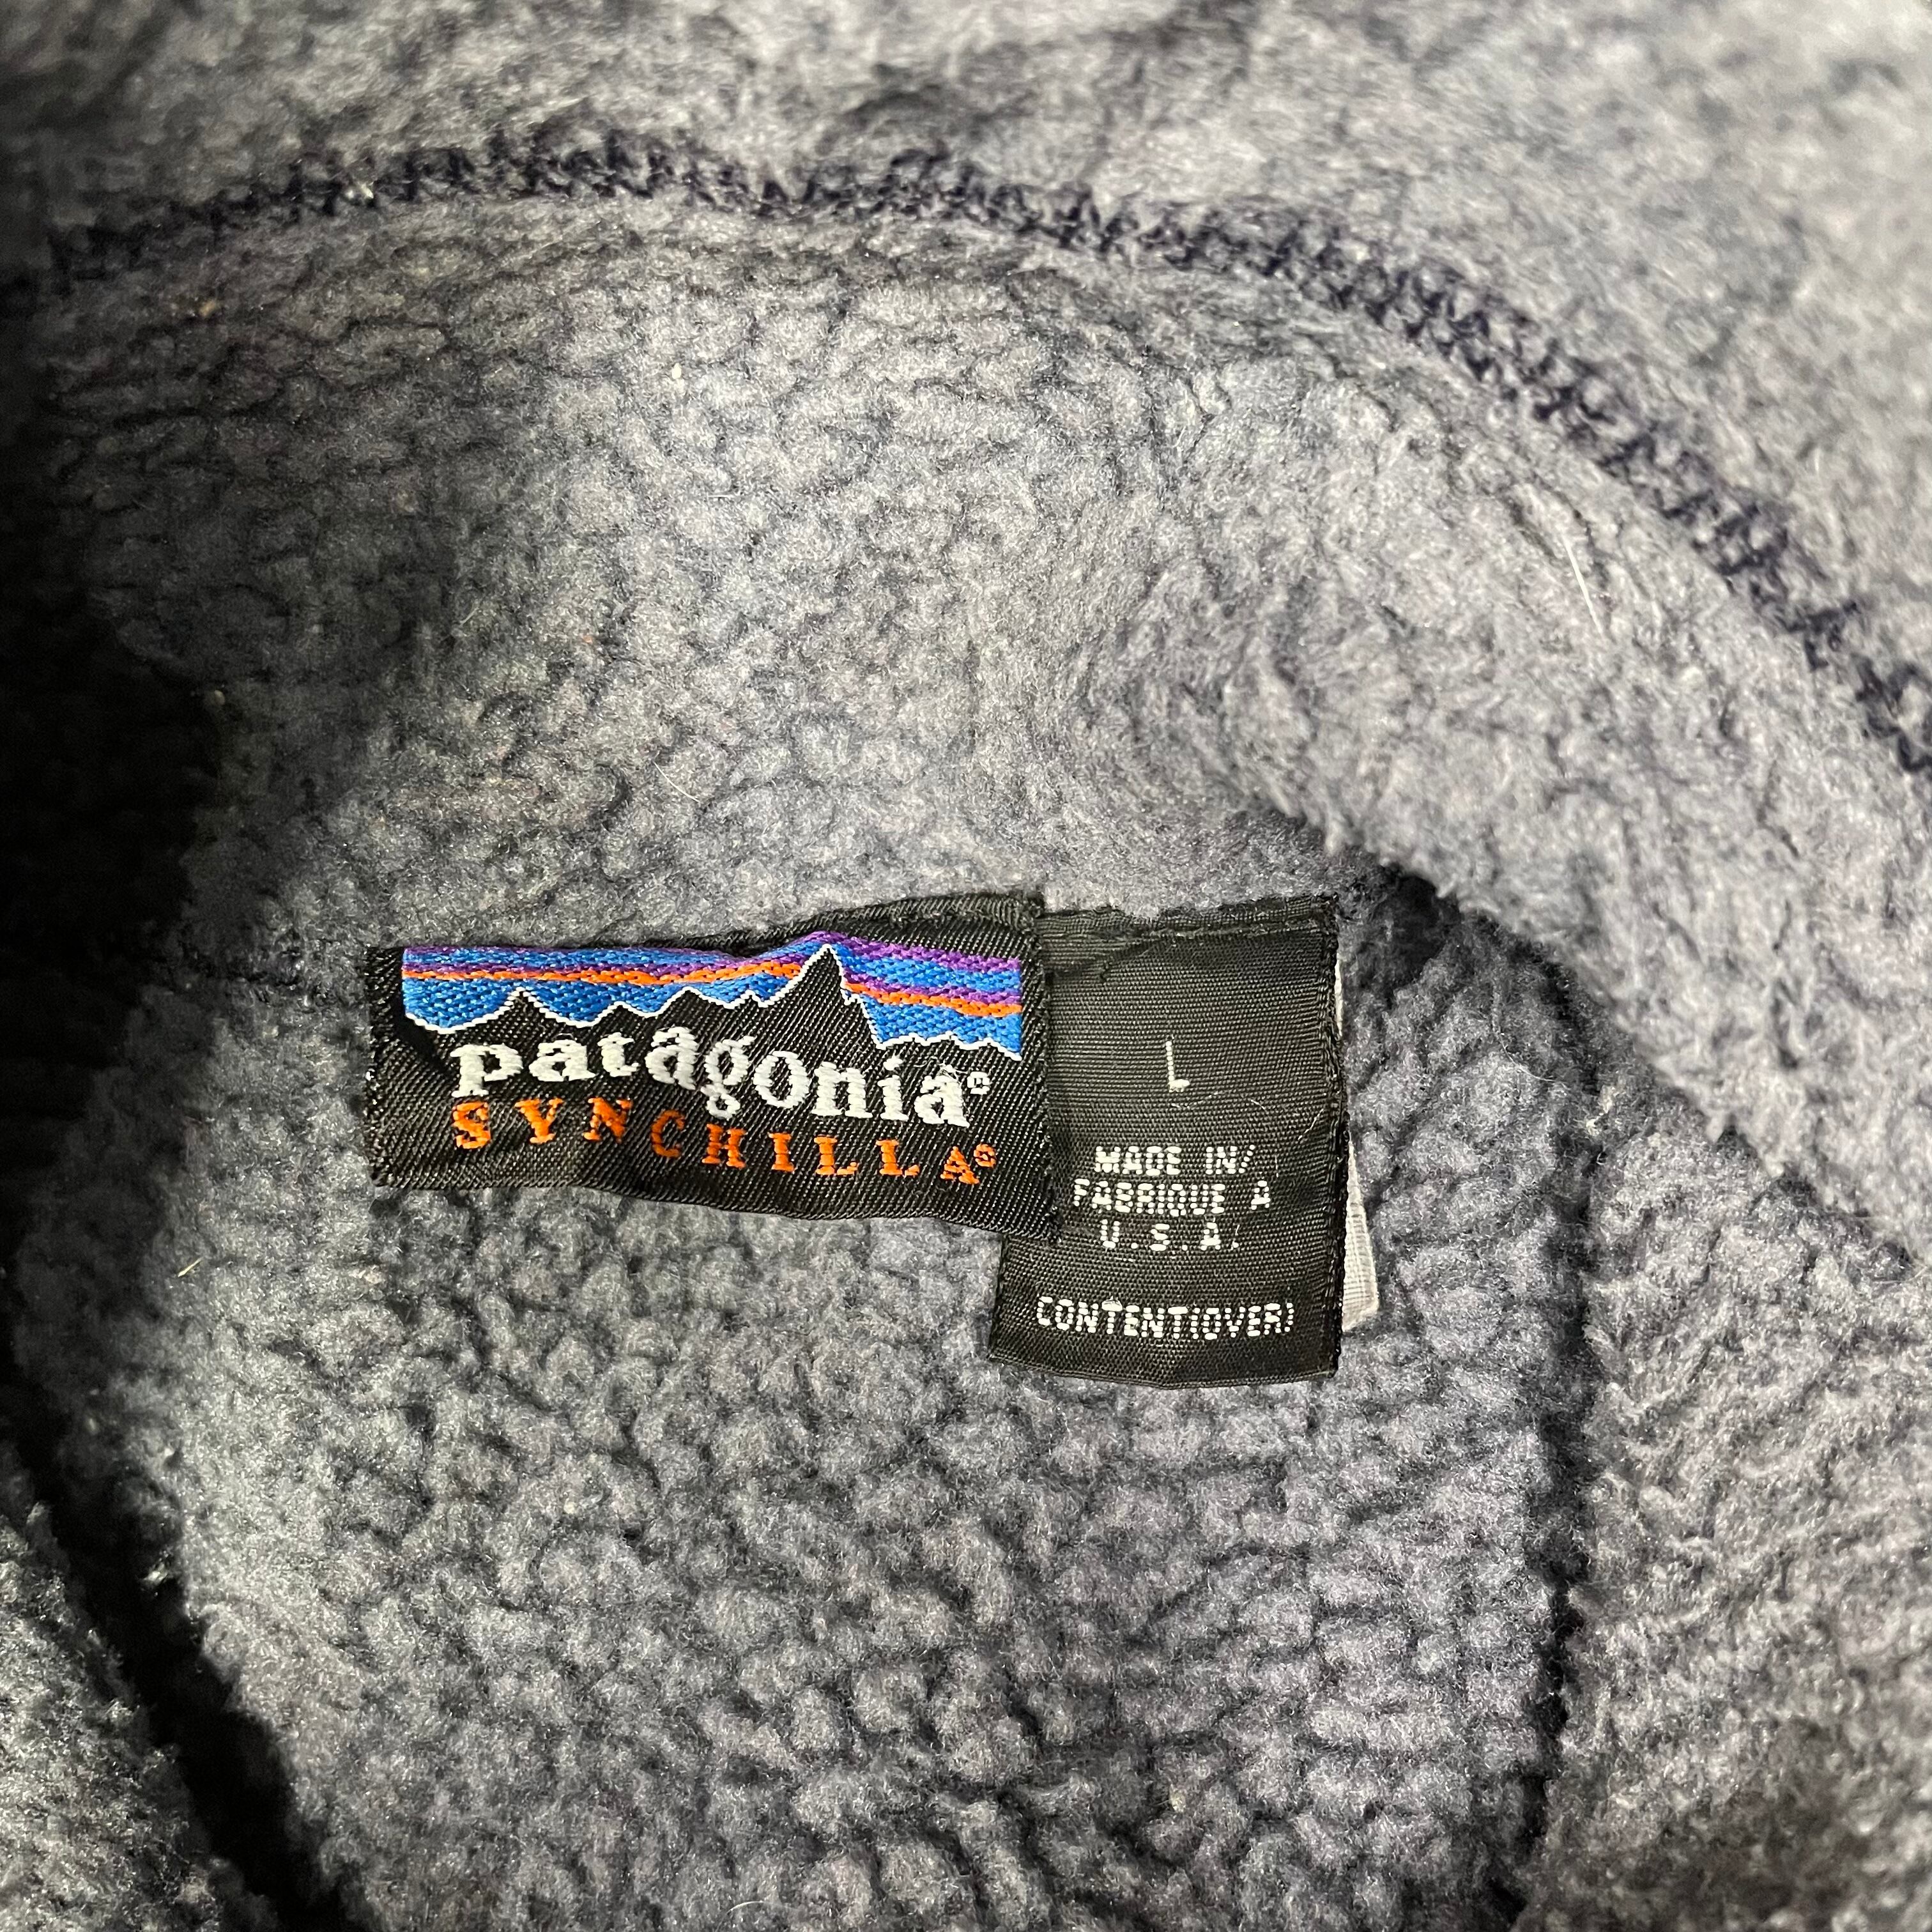 patagonia®
SYNCHILLA®
L
MADE IN/
FABRIQUE A
U.S.A.
CONTENT(OVER)